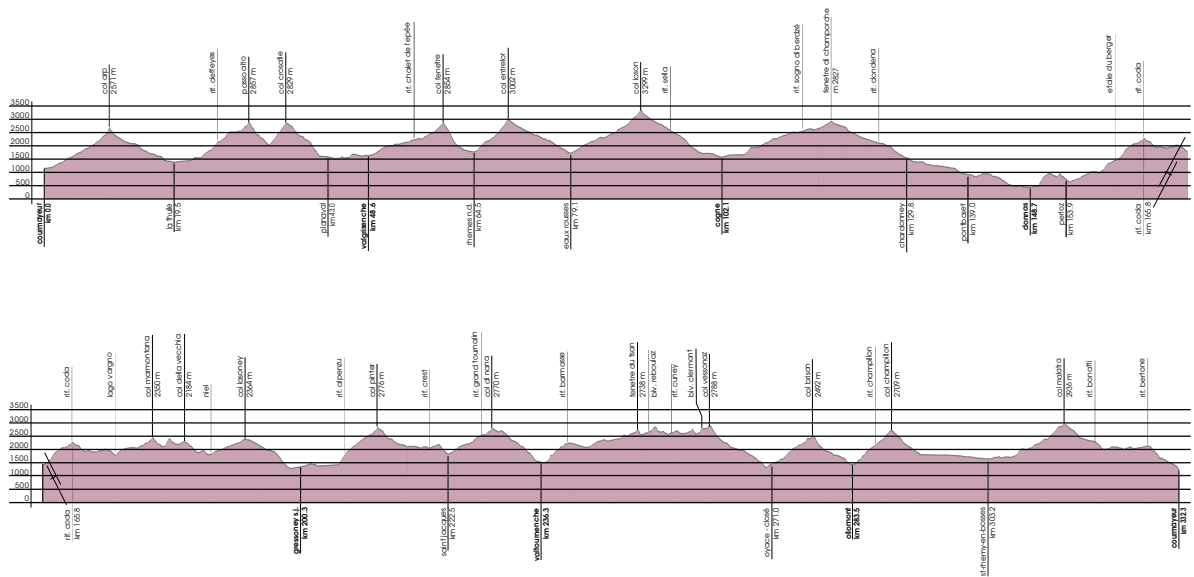 col arp
2571 m
rif. deffeyes
passo alto
2857 m
col crosatie
2829 m
rif. chalet de l'epée
col fenetre
2854 m
col entrelor
3002 m
col loson
3299 m
rif. sella
rif. sogno di berdzé
fenetre di champorche
m 2827
rif. dondena
etoile du berger
rif. coda
3500
3000
2500
2000
1500
1000
500
0
courmayeur
km 0.0
la thuile
km 19.5
planaval
km 43.0
valgrisenche
km 48.6
rhemes n.d.
km 64.5
eaux rousses
km 79.1
cogne
km 102.1
chardonney
km 129.8
pontboset
km 139.0
donnas
km 148.7
perloz
km 153.9
rif. coda
km 165.8
rif. coda
lago vargno
col marmontana
2350 m
col della vecchia
2184 m
niel
col lasoney
2364 m
rif. alpenzu
col pinter
2776 m
rif. crest
rif. grand tournalin
col di nana
2770 m
rif. barmasse
fenetre du tsan
2738 m
biv. reboulaz
rif. cuney
biv. clermont
col vessonaz
2788 m
col brison
2492 m
rif. champillon
col champillon
2709 m
col malatra
2936 m
rif. bonatti
rif. bertone
3500
3000
2500
2000
1500
1000
500
0
rif. coda
km 165.8
gressoney s.j.
km 200.3
saint jacques
km 222.5
valtournenche
km 236.3
oyace - closé
km 271.0
ollomont
km 283.5
st-rhemy-en-bosses
km 303.2
courmayeur
km 332.3